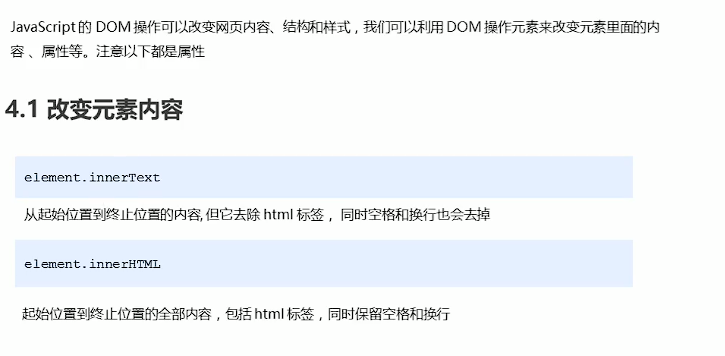 JavaScript 的 DOM 操作可以改变网页内容、结构和样式，我们可以利用 DOM 操作元素来改变元素里面的内
容 、属性等。注意以下都是属性
4.1 改变元素内容
element.innerText
从起始位置到终止位置的内容, 但它去除 html 标签， 同时空格和换行也会去掉
element.innerHTML
起始位置到终止位置的全部内容，包括 html 标签，同时保留空格和换行